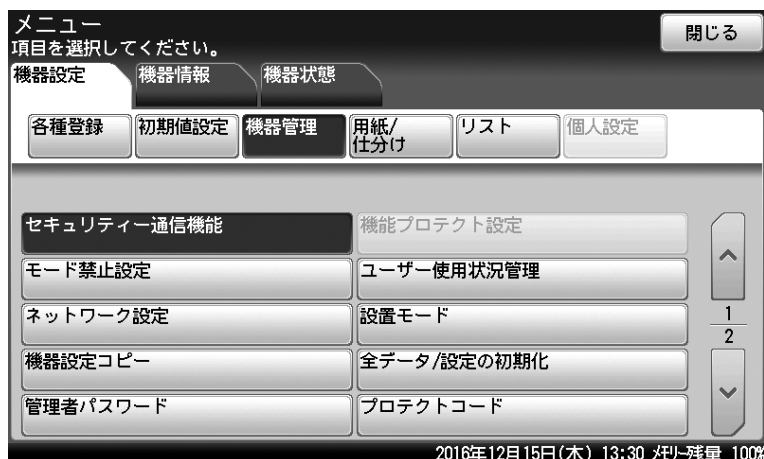 メニュー
閉じる
項目を選択してください。
機器設定 機器情報 機器状態
各種登録 初期値設定 機器管理 用紙/
仕分け リスト 個人設定
セキュリティー通信機能 機能プロテクト設定
モード禁止設定 ユーザー使用状況管理
ネットワーク設定 設置モード
1
2
機器設定コピー 全データ/設定の初期化
管理者パスワード プロテクトコード
2016年12月15日(木) 13:30 ﾒﾓﾘｰ残量 100%